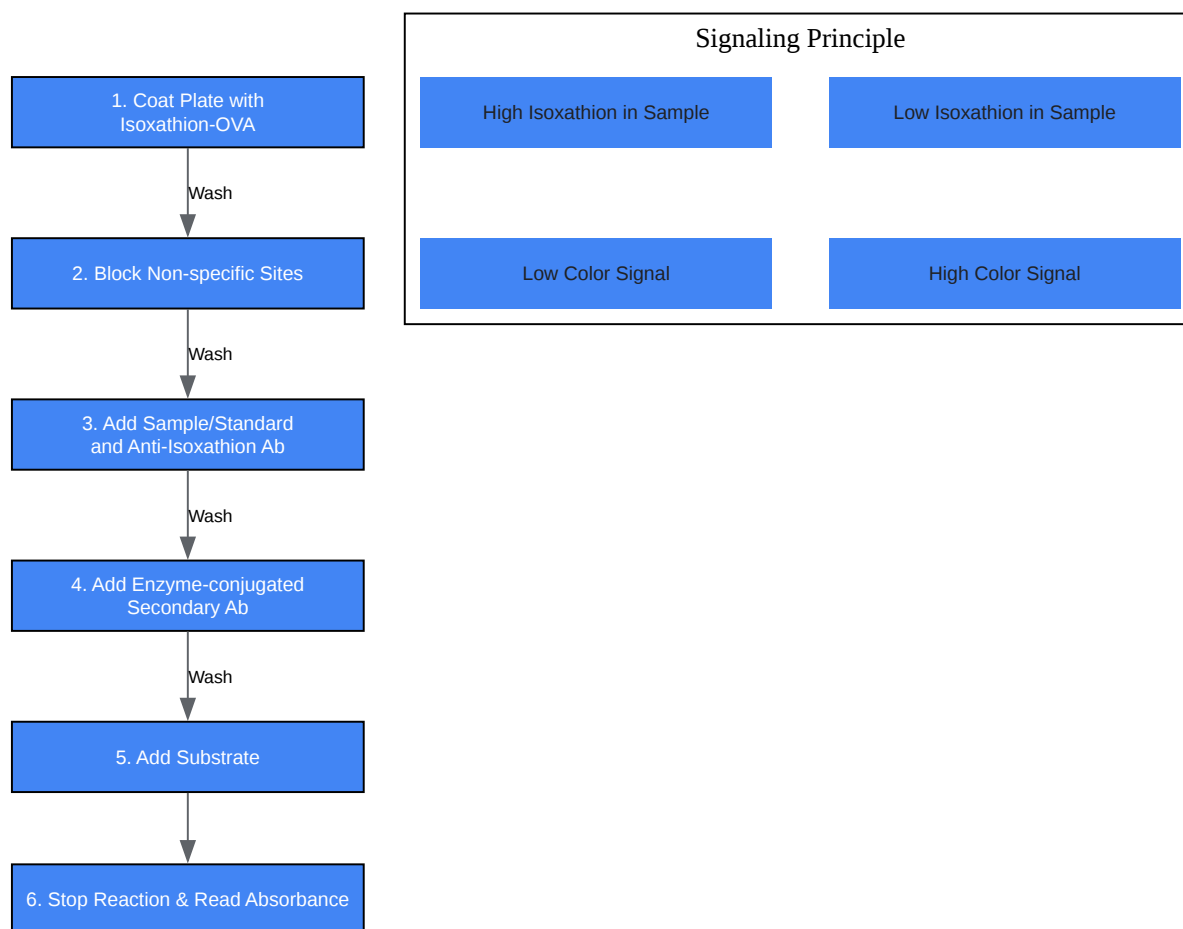 Signaling Principle
1. Coat Plate with
Isoxathion-OVA
High Isoxathion in Sample
Low Isoxathion in Sample
Wash
2. Block Non-specific Sites
Low Color Signal
High Color Signal
Wash
3. Add Sample/Standard
and Anti-Isoxathion Ab
Wash
4. Add Enzyme-conjugated
Secondary Ab
Wash
5. Add Substrate
6. Stop Reaction & Read Absorbance